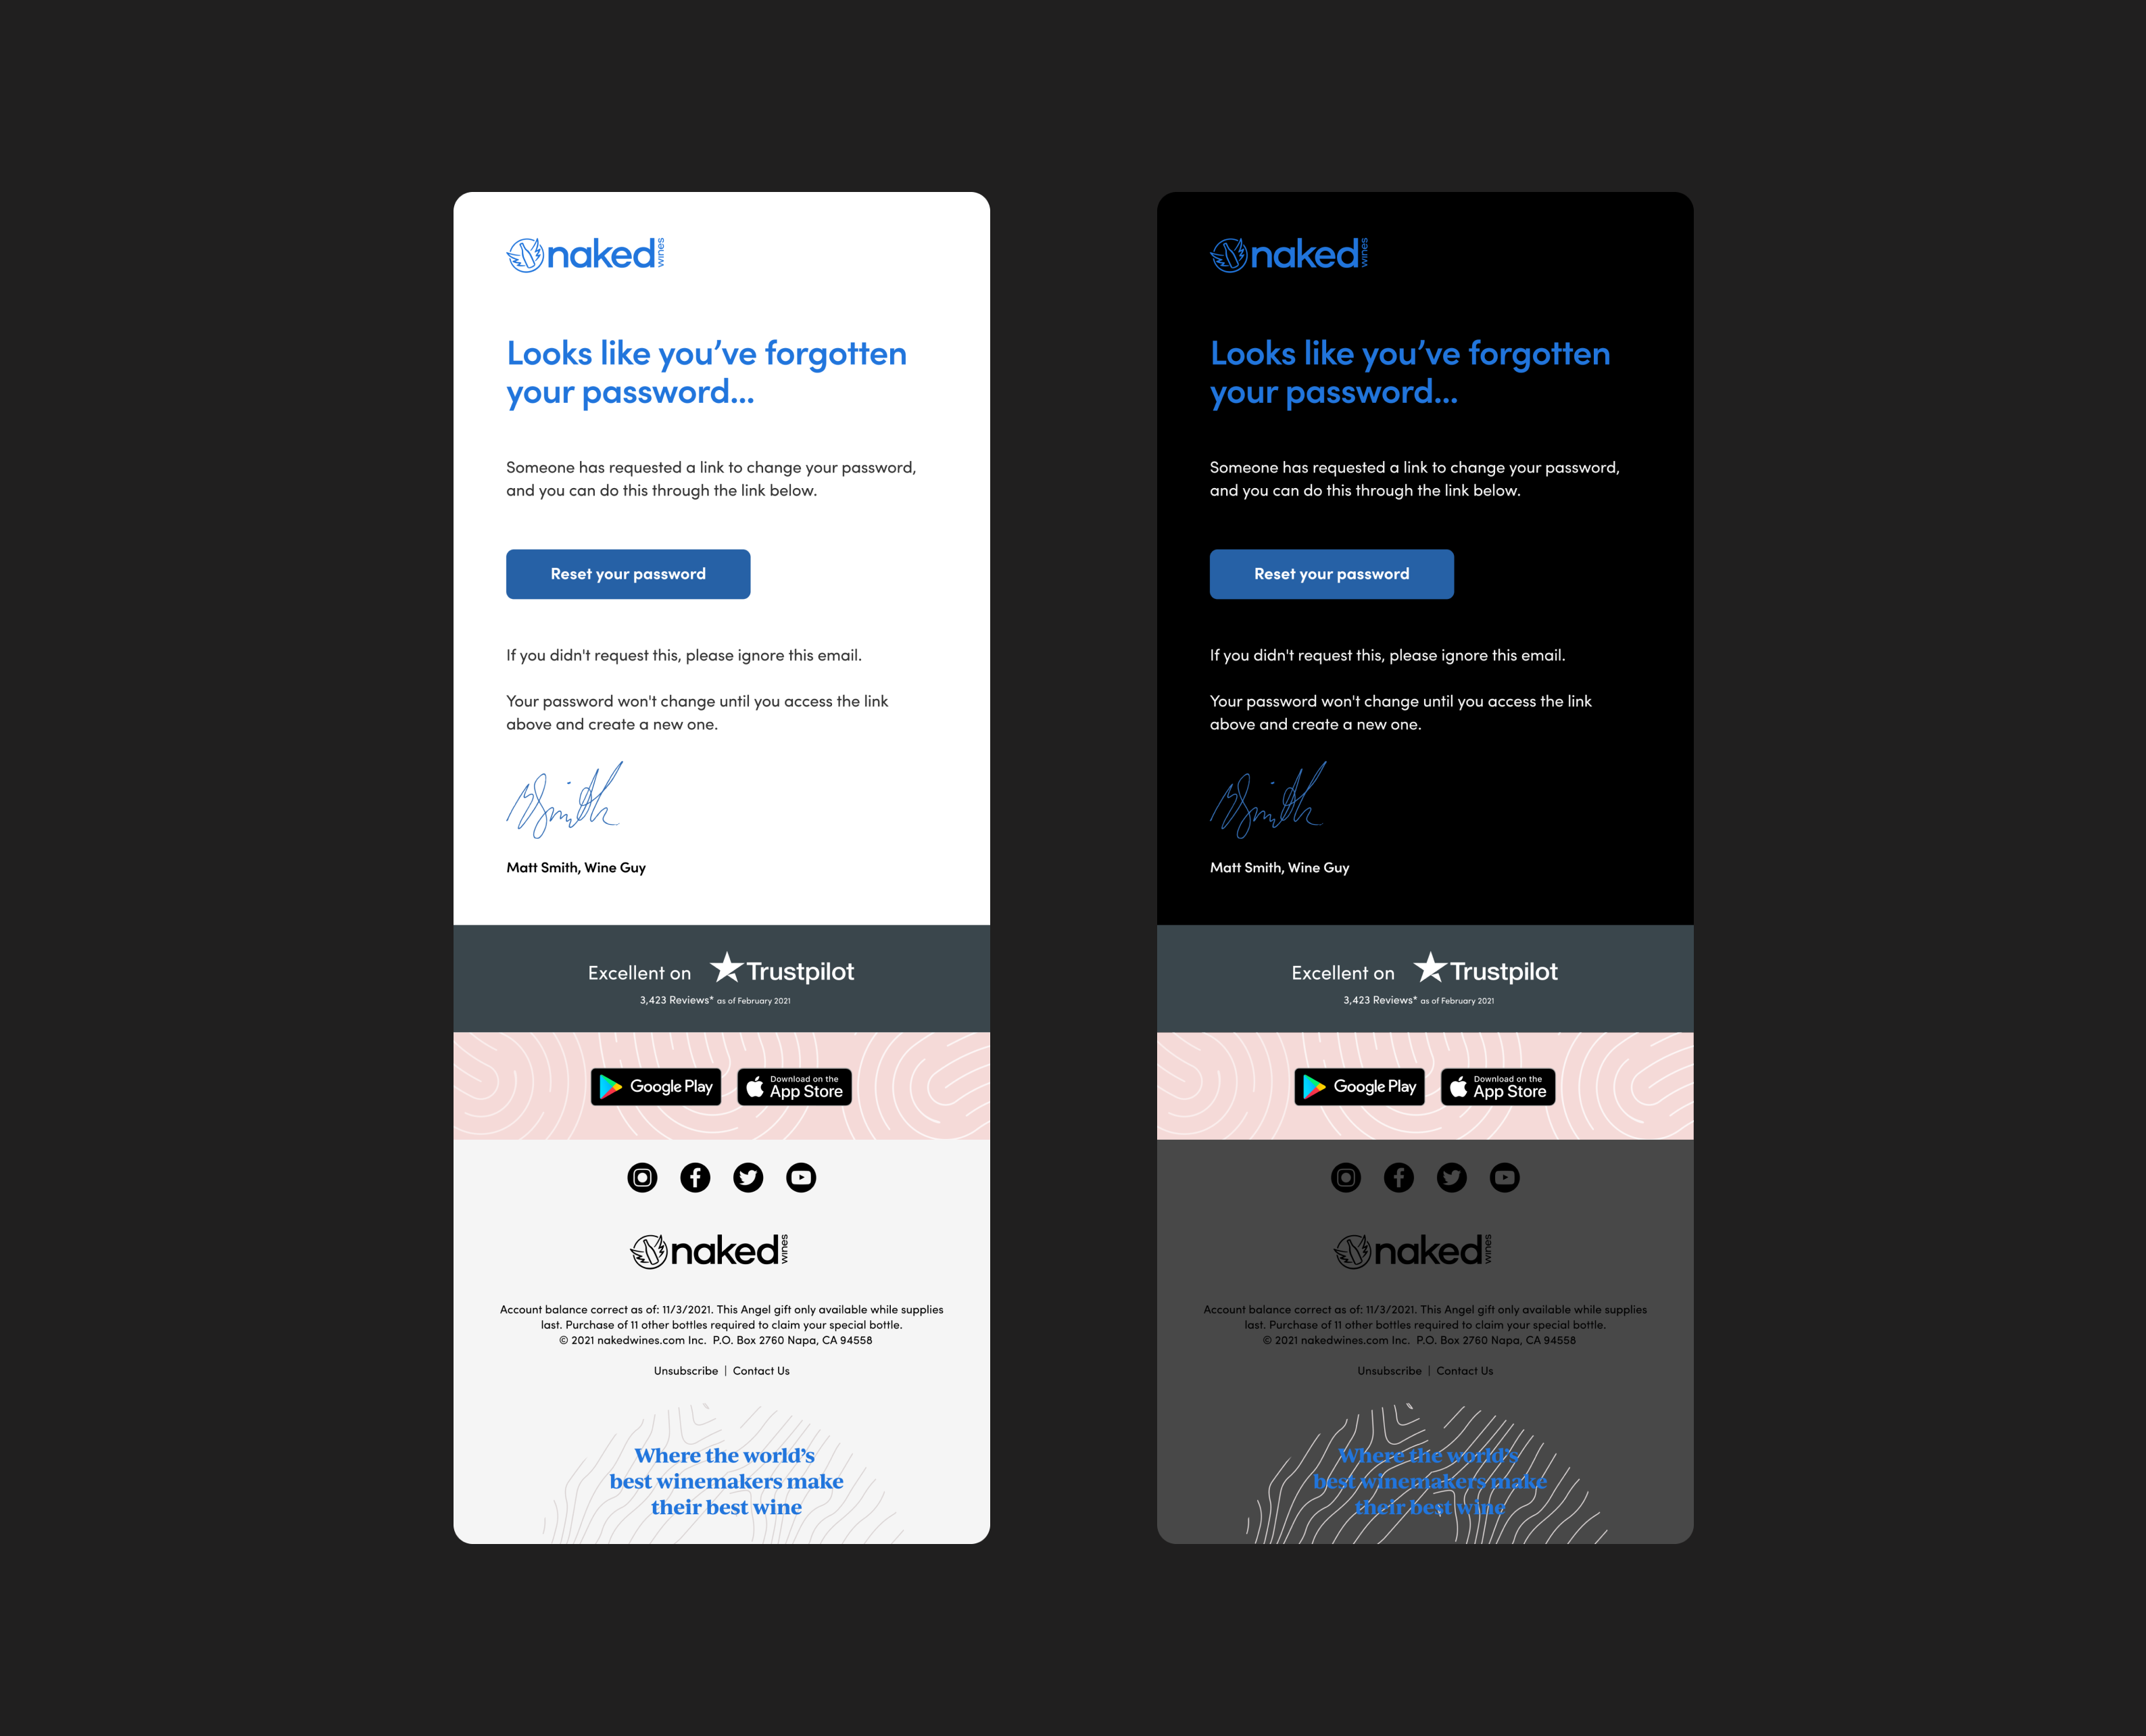 naked wines
Looks like you’ve forgotten
your password...
Someone has requested a link to change your password,
and you can do this through the link below.
Reset your password
If you didn't request this, please ignore this email.
Your password won't change until you access the link
above and create a new one.
Smith
Matt Smith, Wine Guy
Excellent on Trustpilot
3,423 Reviews* as of February 2021
Google Play
Download on the
App Store
naked wines
Account balance correct as of: 11/3/2021. This Angel gift only available while supplies
last. Purchase of 11 other bottles required to claim your special bottle.
© 2021 nakedwines.com Inc. P.O. Box 2760 Napa, CA 94558
Unsubscribe | Contact Us
Where the world’s
best winemakers make
their best wine
naked wines
Looks like you’ve forgotten
your password...
Someone has requested a link to change your password,
and you can do this through the link below.
Reset your password
If you didn't request this, please ignore this email.
Your password won't change until you access the link
above and create a new one.
Smith
Matt Smith, Wine Guy
Excellent on Trustpilot
3,423 Reviews* as of February 2021
Google Play
Download on the
App Store
naked wines
Account balance correct as of: 11/3/2021. This Angel gift only available while supplies
last. Purchase of 11 other bottles required to claim your special bottle.
© 2021 nakedwines.com Inc. P.O. Box 2760 Napa, CA 94558
Unsubscribe | Contact Us
Where the world’s
best winemakers make
their best wine